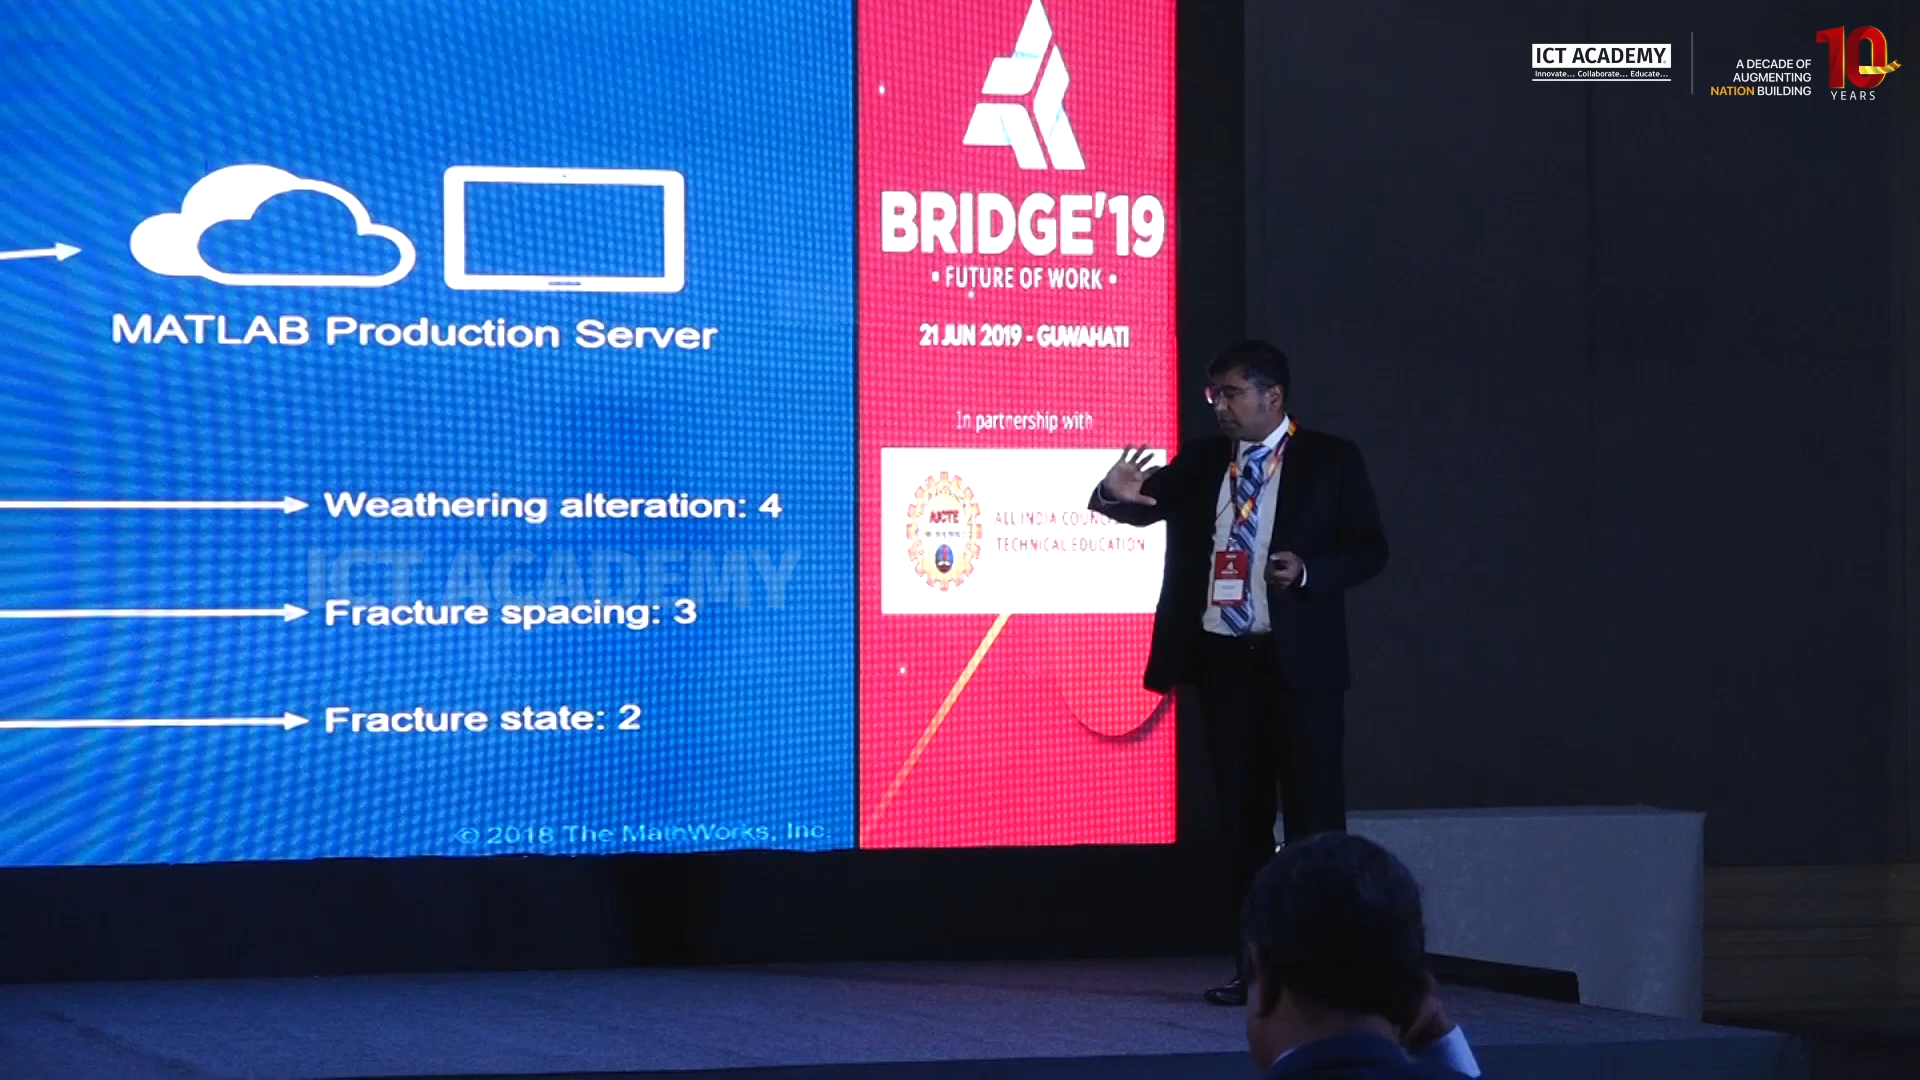 ICT ACADEMY
Innovate... Collaborate... Educate...
A DECADE OF
AUGMENTING
NATION BUILDING
10
YEARS
MATLAB Production Server
Weathering alteration: 4
Fracture spacing: 3
Fracture state: 2
ICT ACADEMY
© 2018 The MathWorks, Inc.
BRIDGE'19
• FUTURE OF WORK •
21 JUN 2019 - GUWAHATI
In partnership with
AICTE
ALL INDIA
TECHNICAL EDUCATION